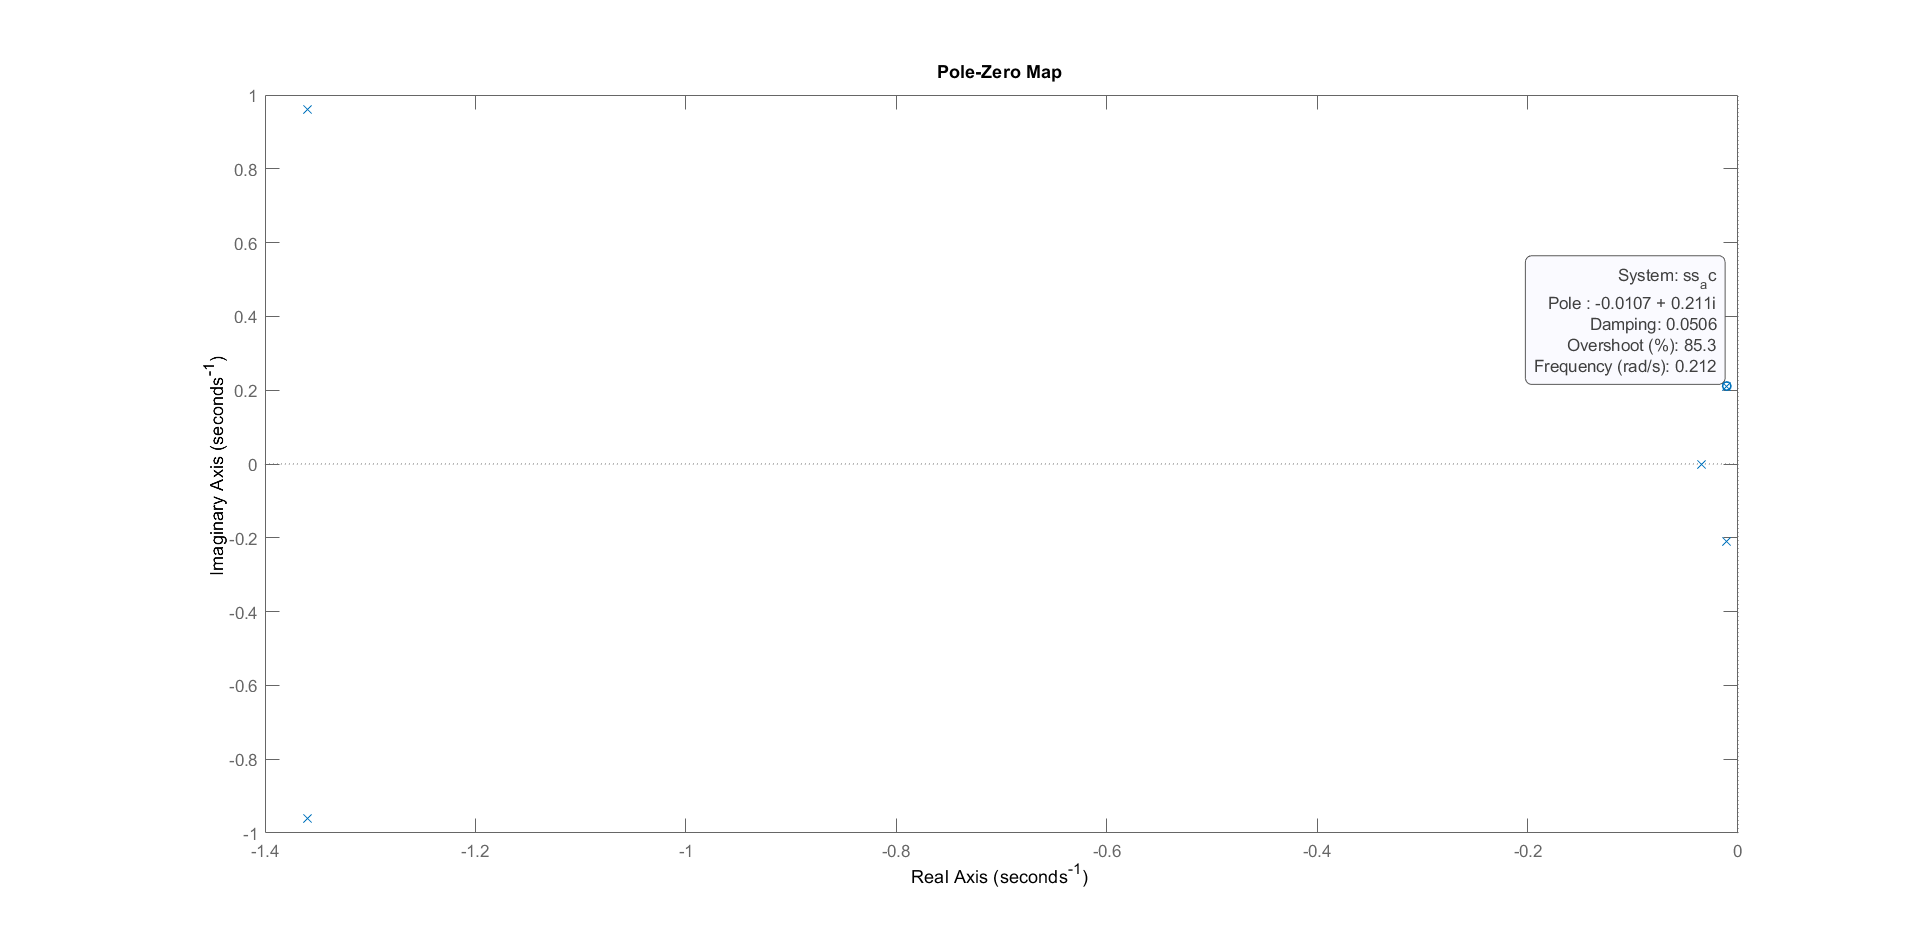 Pole-Zero Map
1
0.8
0.6
0.4
0.2
0
-0.2
-0.4
-0.6
-0.8
-1
Imaginary Axis (seconds-1)
System: ssac
Pole : -0.0107 + 0.211i
Damping: 0.0506
Overshoot (%): 85.3
Frequency (rad/s): 0.212
-1.4 -1.2 -1 -0.8 -0.6 -0.4 -0.2 0
Real Axis (seconds-1)